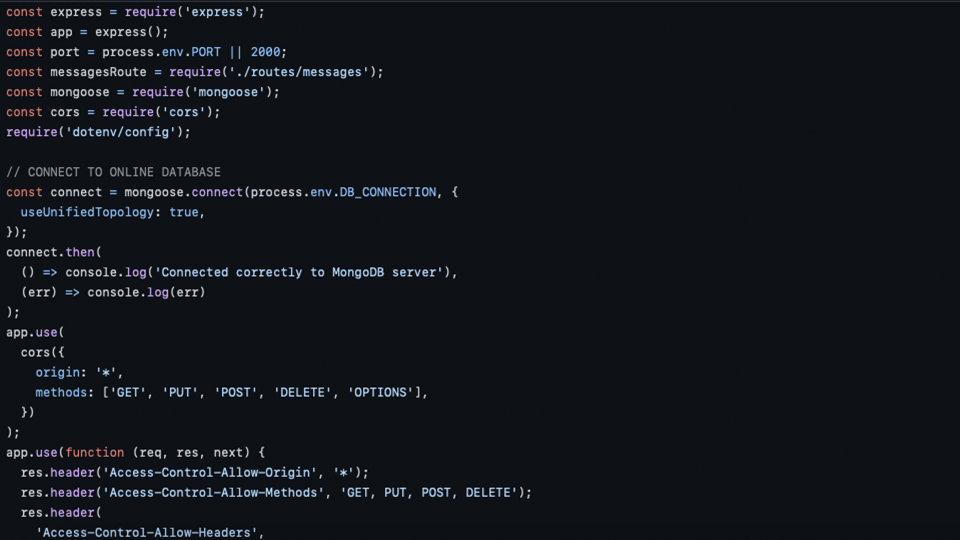 const express = require('express');
const app = express();
const port = process.env.PORT || 2000;
const messagesRoute = require('./routes/messages');
const mongoose = require('mongoose');
const cors = require('cors');
require('dotenv/config');

// CONNECT TO ONLINE DATABASE
const connect = mongoose.connect(process.env.DB_CONNECTION, {
  useUnifiedTopology: true,
});
connect.then(
  () => console.log('Connected correctly to MongoDB server'),
  (err) => console.log(err)
);
app.use(
  cors({
    origin: '*',
    methods: ['GET', 'PUT', 'POST', 'DELETE', 'OPTIONS'],
  })
);
app.use(function (req, res, next) {
  res.header('Access-Control-Allow-Origin', '*');
  res.header('Access-Control-Allow-Methods', 'GET, PUT, POST, DELETE');
  res.header(
    'Access-Control-Allow-Headers',